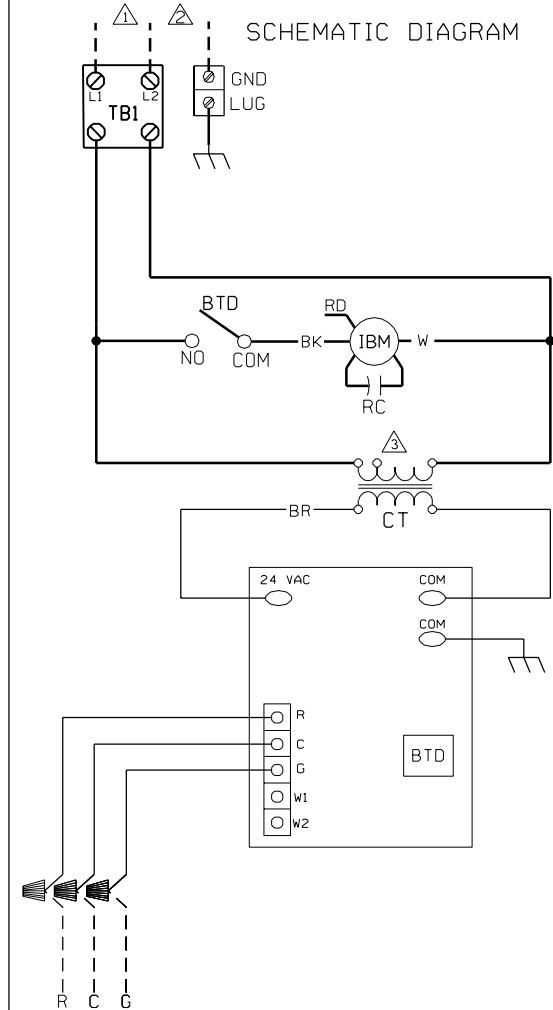 1
2
SCHEMATIC DIAGRAM
L1
L2
TB1
GND
LUG
BTD
NO
COM
BK
RD
IBM
W
RC
3
BR
CT
24 VAC
COM
COM
R
C
G
W1
W2
BTD
R C G